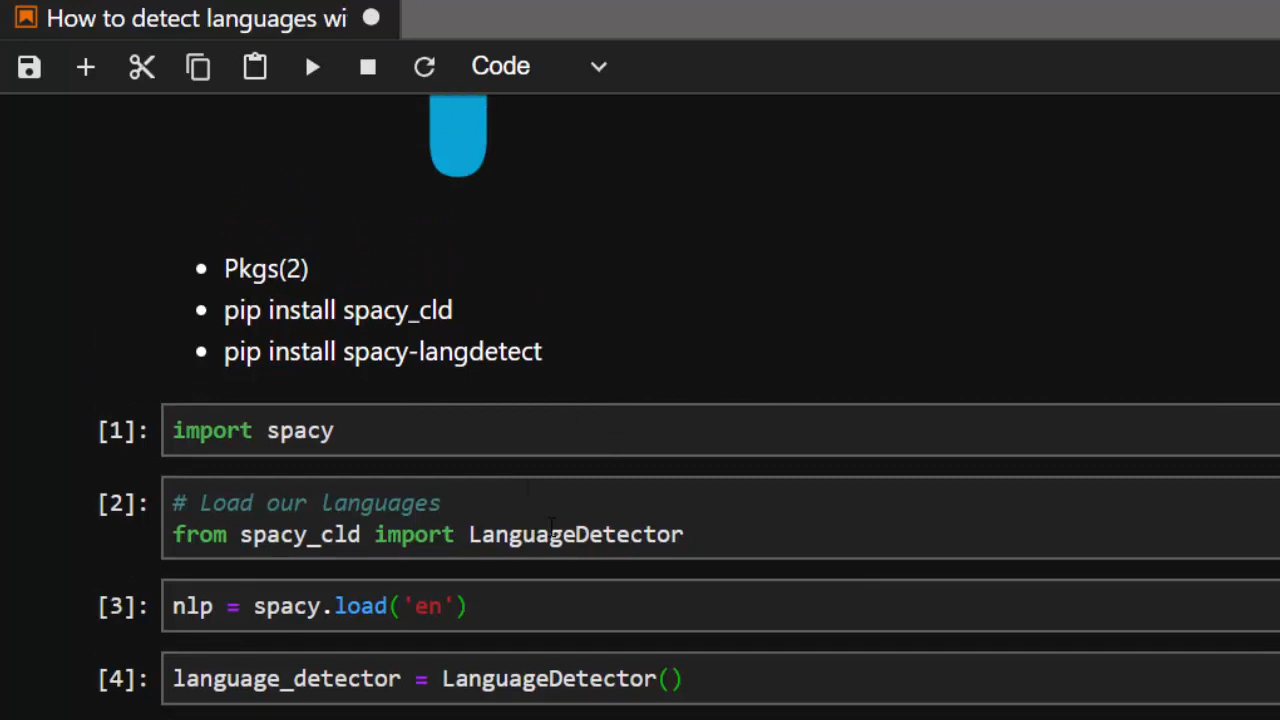 How to detect languages wi
Code
Pkgs(2)
pip install spacy_cld
pip install spacy-langdetect
[1]: import spacy
[2]: # Load our languages
from spacy_cld import LanguageDetector
[3]: nlp = spacy.load('en')
[4]: language_detector = LanguageDetector()